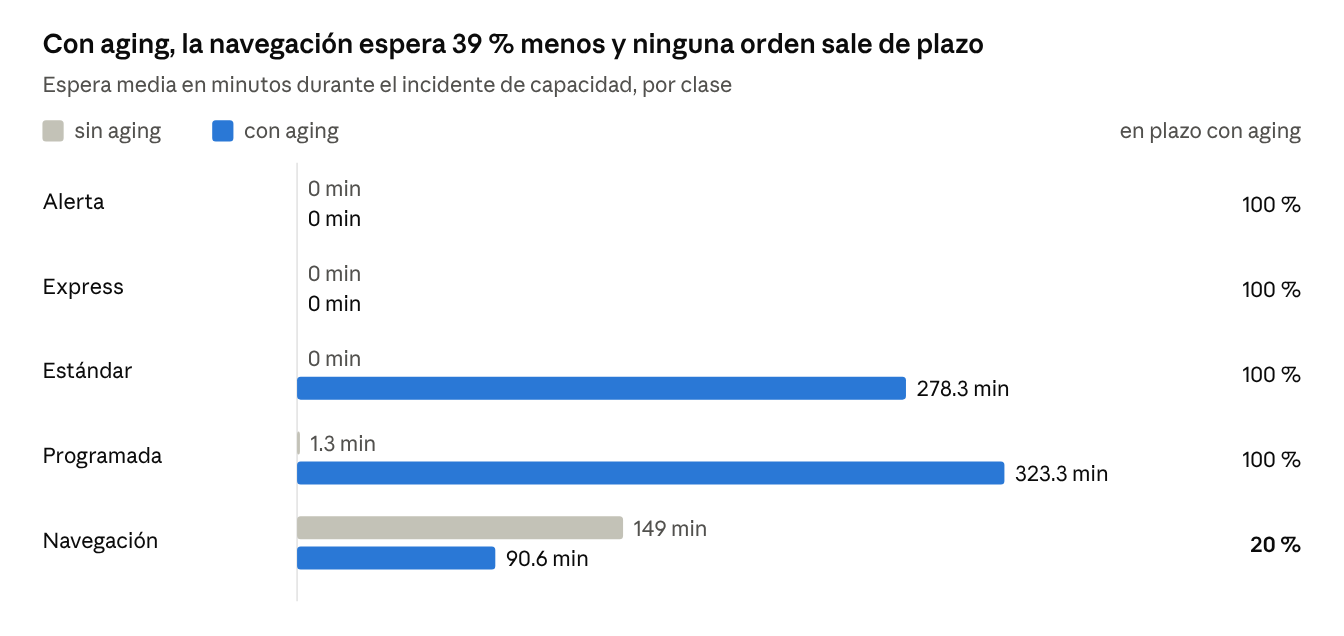 Con aging, la navegación espera 39 % menos y ninguna orden sale de plazo
Espera media en minutos durante el incidente de capacidad, por clase
sin aging con aging en plazo con aging
Alerta 0 min 0 min 100 %
Express 0 min 0 min 100 %
Estándar 0 min 278.3 min 100 %
Programada 1.3 min 323.3 min 100 %
Navegación 149 min 90.6 min 20 %